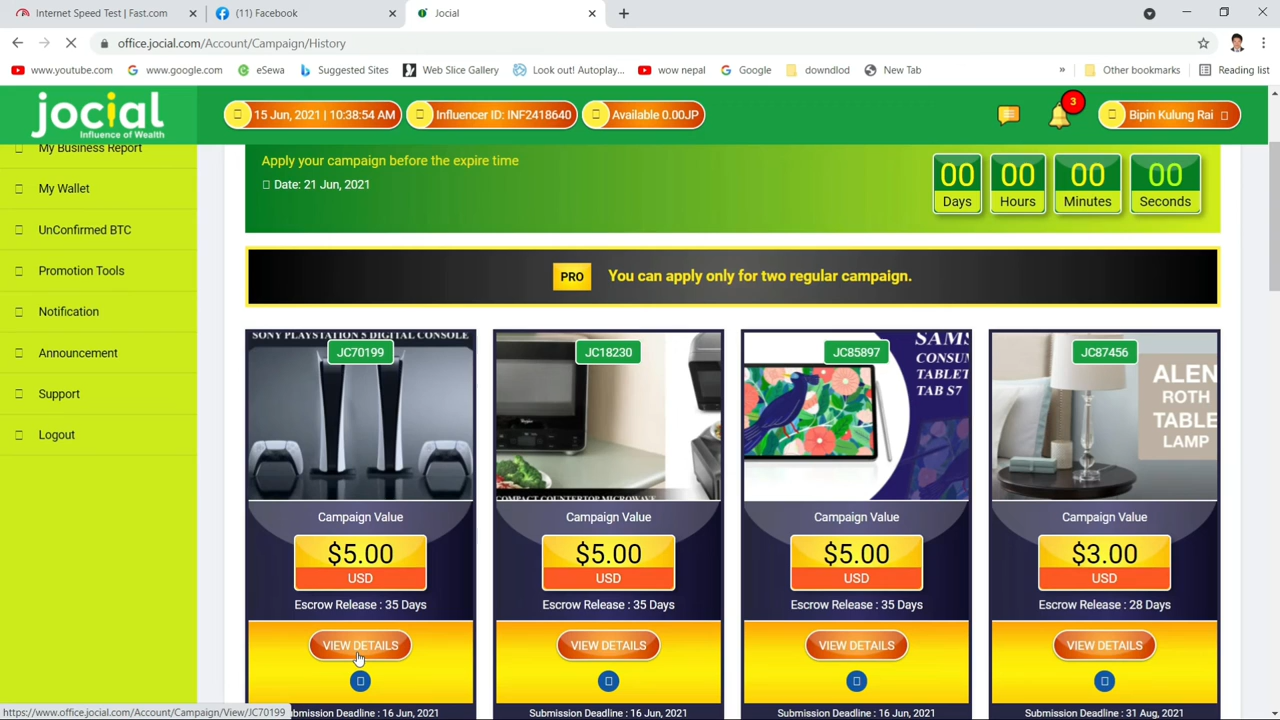 Internet Speed Test | Fast.com
(11) Facebook
Jocial
office.jocial.com/Account/Campaign/History
www.youtube.com
www.google.com
eSewa
Suggested Sites
Web Slice Gallery
Look out! Autoplay...
wow nepal
Google
downdlod
New Tab
»
Other bookmarks
Reading list
jocial
Influence of Wealth
15 Jun, 2021 | 10:38:54 AM
Influencer ID: INF2418640
Available 0.00JP
3
Bipin Kulung Rai
My Business Report
My Wallet
UnConfirmed BTC
Promotion Tools
Notification
Announcement
Support
Logout
Apply your campaign before the expire time
Date: 21 Jun, 2021
00 00 00 00
Days Hours Minutes Seconds
PRO You can apply only for two regular campaign.
SONY PLAYSTATION 5 DIGITAL CONSOLE
JC70199
Campaign Value
$5.00
USD
Escrow Release : 35 Days
VIEW DETAILS
Submission Deadline : 16 Jun, 2021
JC18230
COMPACT COUNTERTOP MICROWAVE
Campaign Value
$5.00
USD
Escrow Release : 35 Days
VIEW DETAILS
Submission Deadline : 16 Jun, 2021
SAMS
CONSUM
TABLET
TAB S7
JC85897
Campaign Value
$5.00
USD
Escrow Release : 35 Days
VIEW DETAILS
Submission Deadline : 16 Jun, 2021
JC87456
ALEN
ROTH
TABLE
LAMP
Campaign Value
$3.00
USD
Escrow Release : 28 Days
VIEW DETAILS
Submission Deadline : 31 Aug, 2021
https://www.office.jocial.com/Account/Campaign/View/JC70199